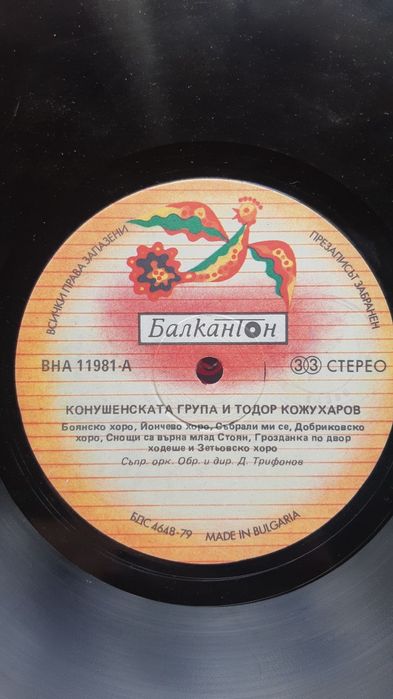 ВСИЧКИ ПРАВА ЗАПАЗЕНИ
ПРЕЗАПИСЪТ ЗАБРАНЕН
Балкантон
ВНА 11981-А
33 СТЕРЕО
КОНУШЕНСКАТА ГРУПА И ТОДОР КОЖУХАРОВ
Боянско хоро, Йончево хоро, Събрали ми се, Добриковско
хоро, Снощи са върна млад Стоян, Грозданка по двор
ходеше и Зетьовско хоро
Съпр. орк. Обр. и дир. Д. Трифонов
БДС 4648-79 MADE IN BULGARIA